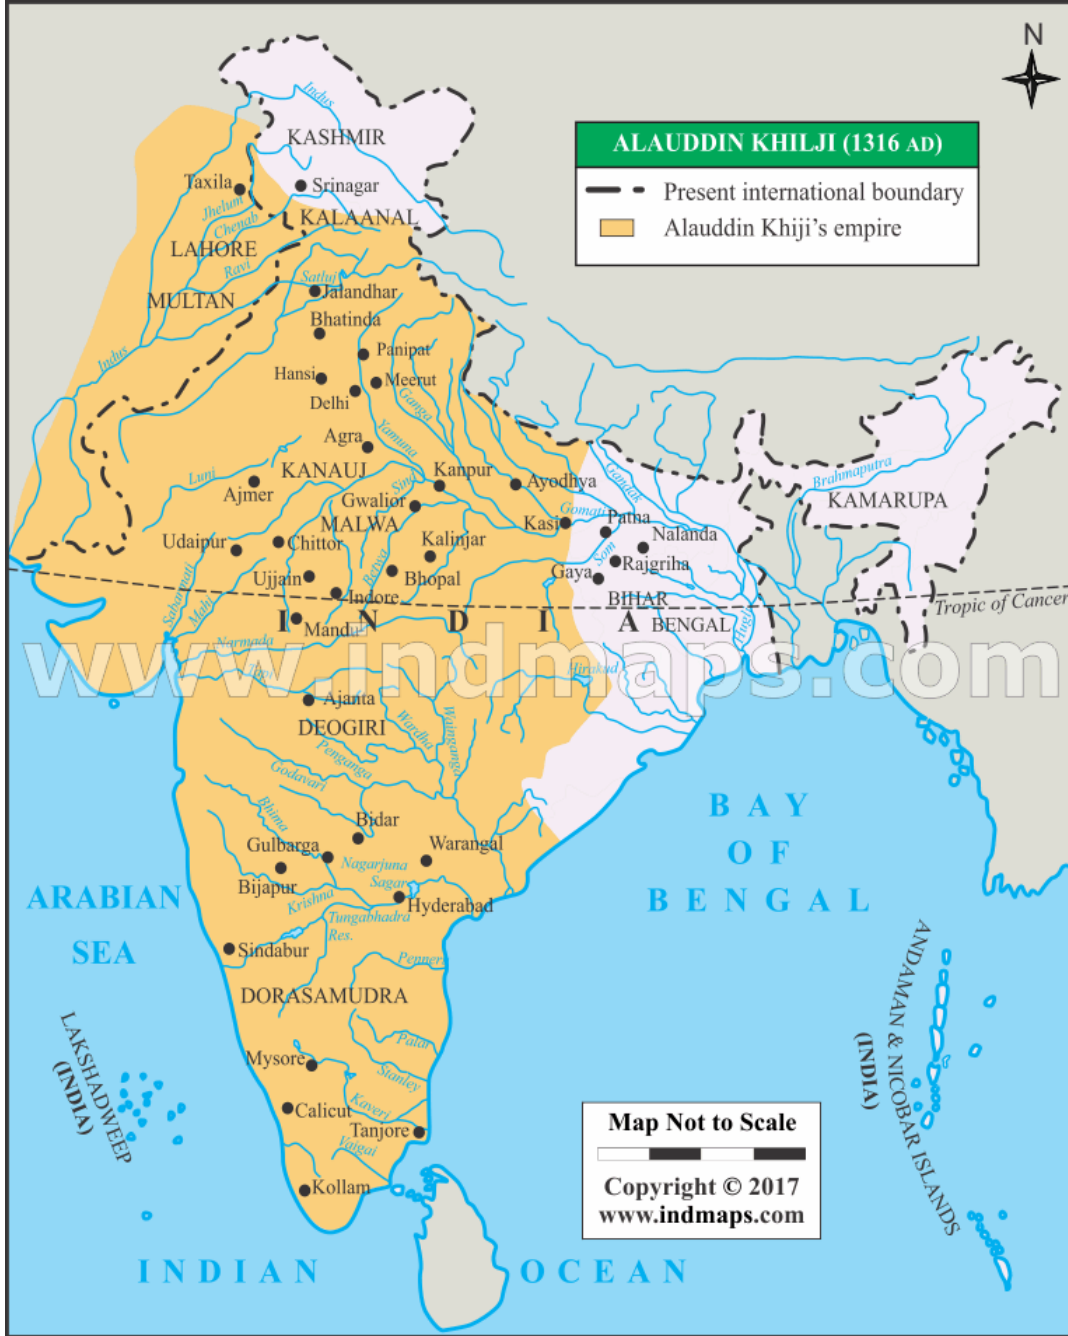 N
ALAUDDIN KHILJI (1316 AD)
Present international boundary
Alauddin Khiji's empire
Indus
KASHMIR
Taxila
Srinagar
Jhelum
Chenab
KALAANAL
LAHORE
Ravi
Satluj
MULTAN
Jalandhar
Bhatinda
Indus
Panipat
Hansi
Meerut
Delhi
Ganga
Agra
Yamuna
Luni
KANAUJ
Kanpur
Gandak
Brahmaputra
Ajmer
Sind
Ayodhya
KAMARUPA
Gwalior
Gomati
MALWA
Kasi
Patna
Udaipur
Chittor
Kalinjar
Nalanda
Som
Rajgriha
Betwa
Bhopal
Gaya
Ujjain
Indore
BIHAR
Tropic of Cancer
Sabarmati
Mahi
I N D I A
Mandu
BENGAL
Hugli
Narmada
www.indmaps.com
Tapi
Hirakud
Ajanta
DEOGIRI
Wardha
Wainganga
Penganga
Godavari
BAY
OF
BENGAL
Bhima
Bidar
Gulbarga
Warangal
Nagarjuna
Sagar
Bijapur
Krishna
Hyderabad
ARABIAN
SEA
Tungabhadra
Res.
Sindabur
Penneri
DORASAMUDRA
Palar
Mysore
Stanley
Calicut
Kaveri
Tanjore
Vaigai
Kollam
LAKSHADWEEP
(INDIA)
ANDAMAN & NICOBAR ISLANDS
(INDIA)
Map Not to Scale
Copyright © 2017
www.indmaps.com
INDIAN OCEAN